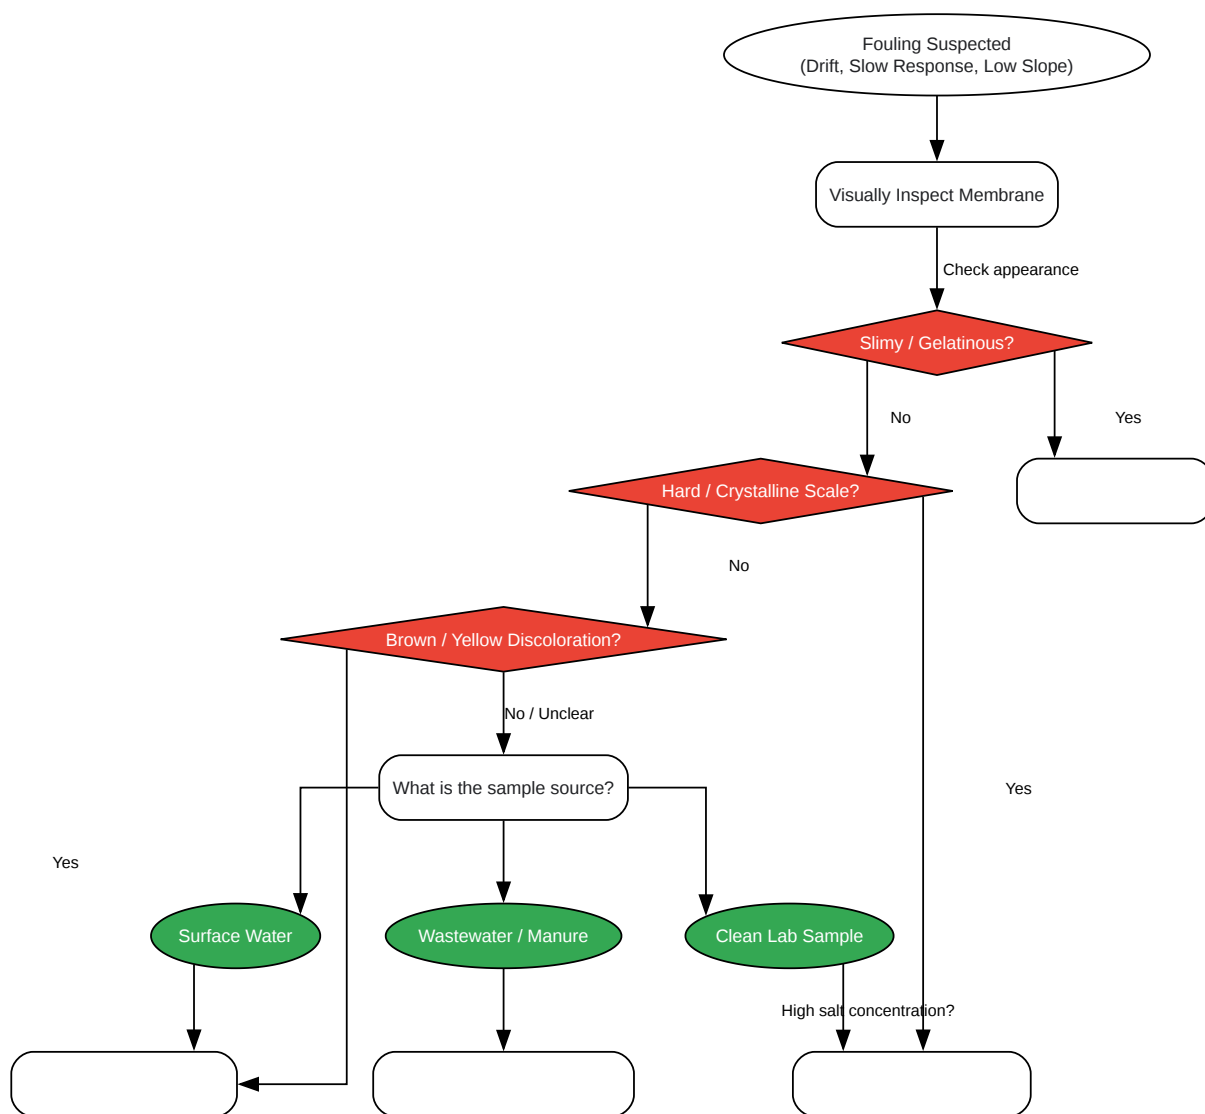 Fouling Suspected
(Drift, Slow Response, Low Slope)
Visually Inspect Membrane
Check appearance
Slimy / Gelatinous?
No
Yes
Hard / Crystalline Scale?
No
Brown / Yellow Discoloration?
No / Unclear
What is the sample source?
Yes
Yes
Surface Water
Wastewater / Manure
Clean Lab Sample
High salt concentration?